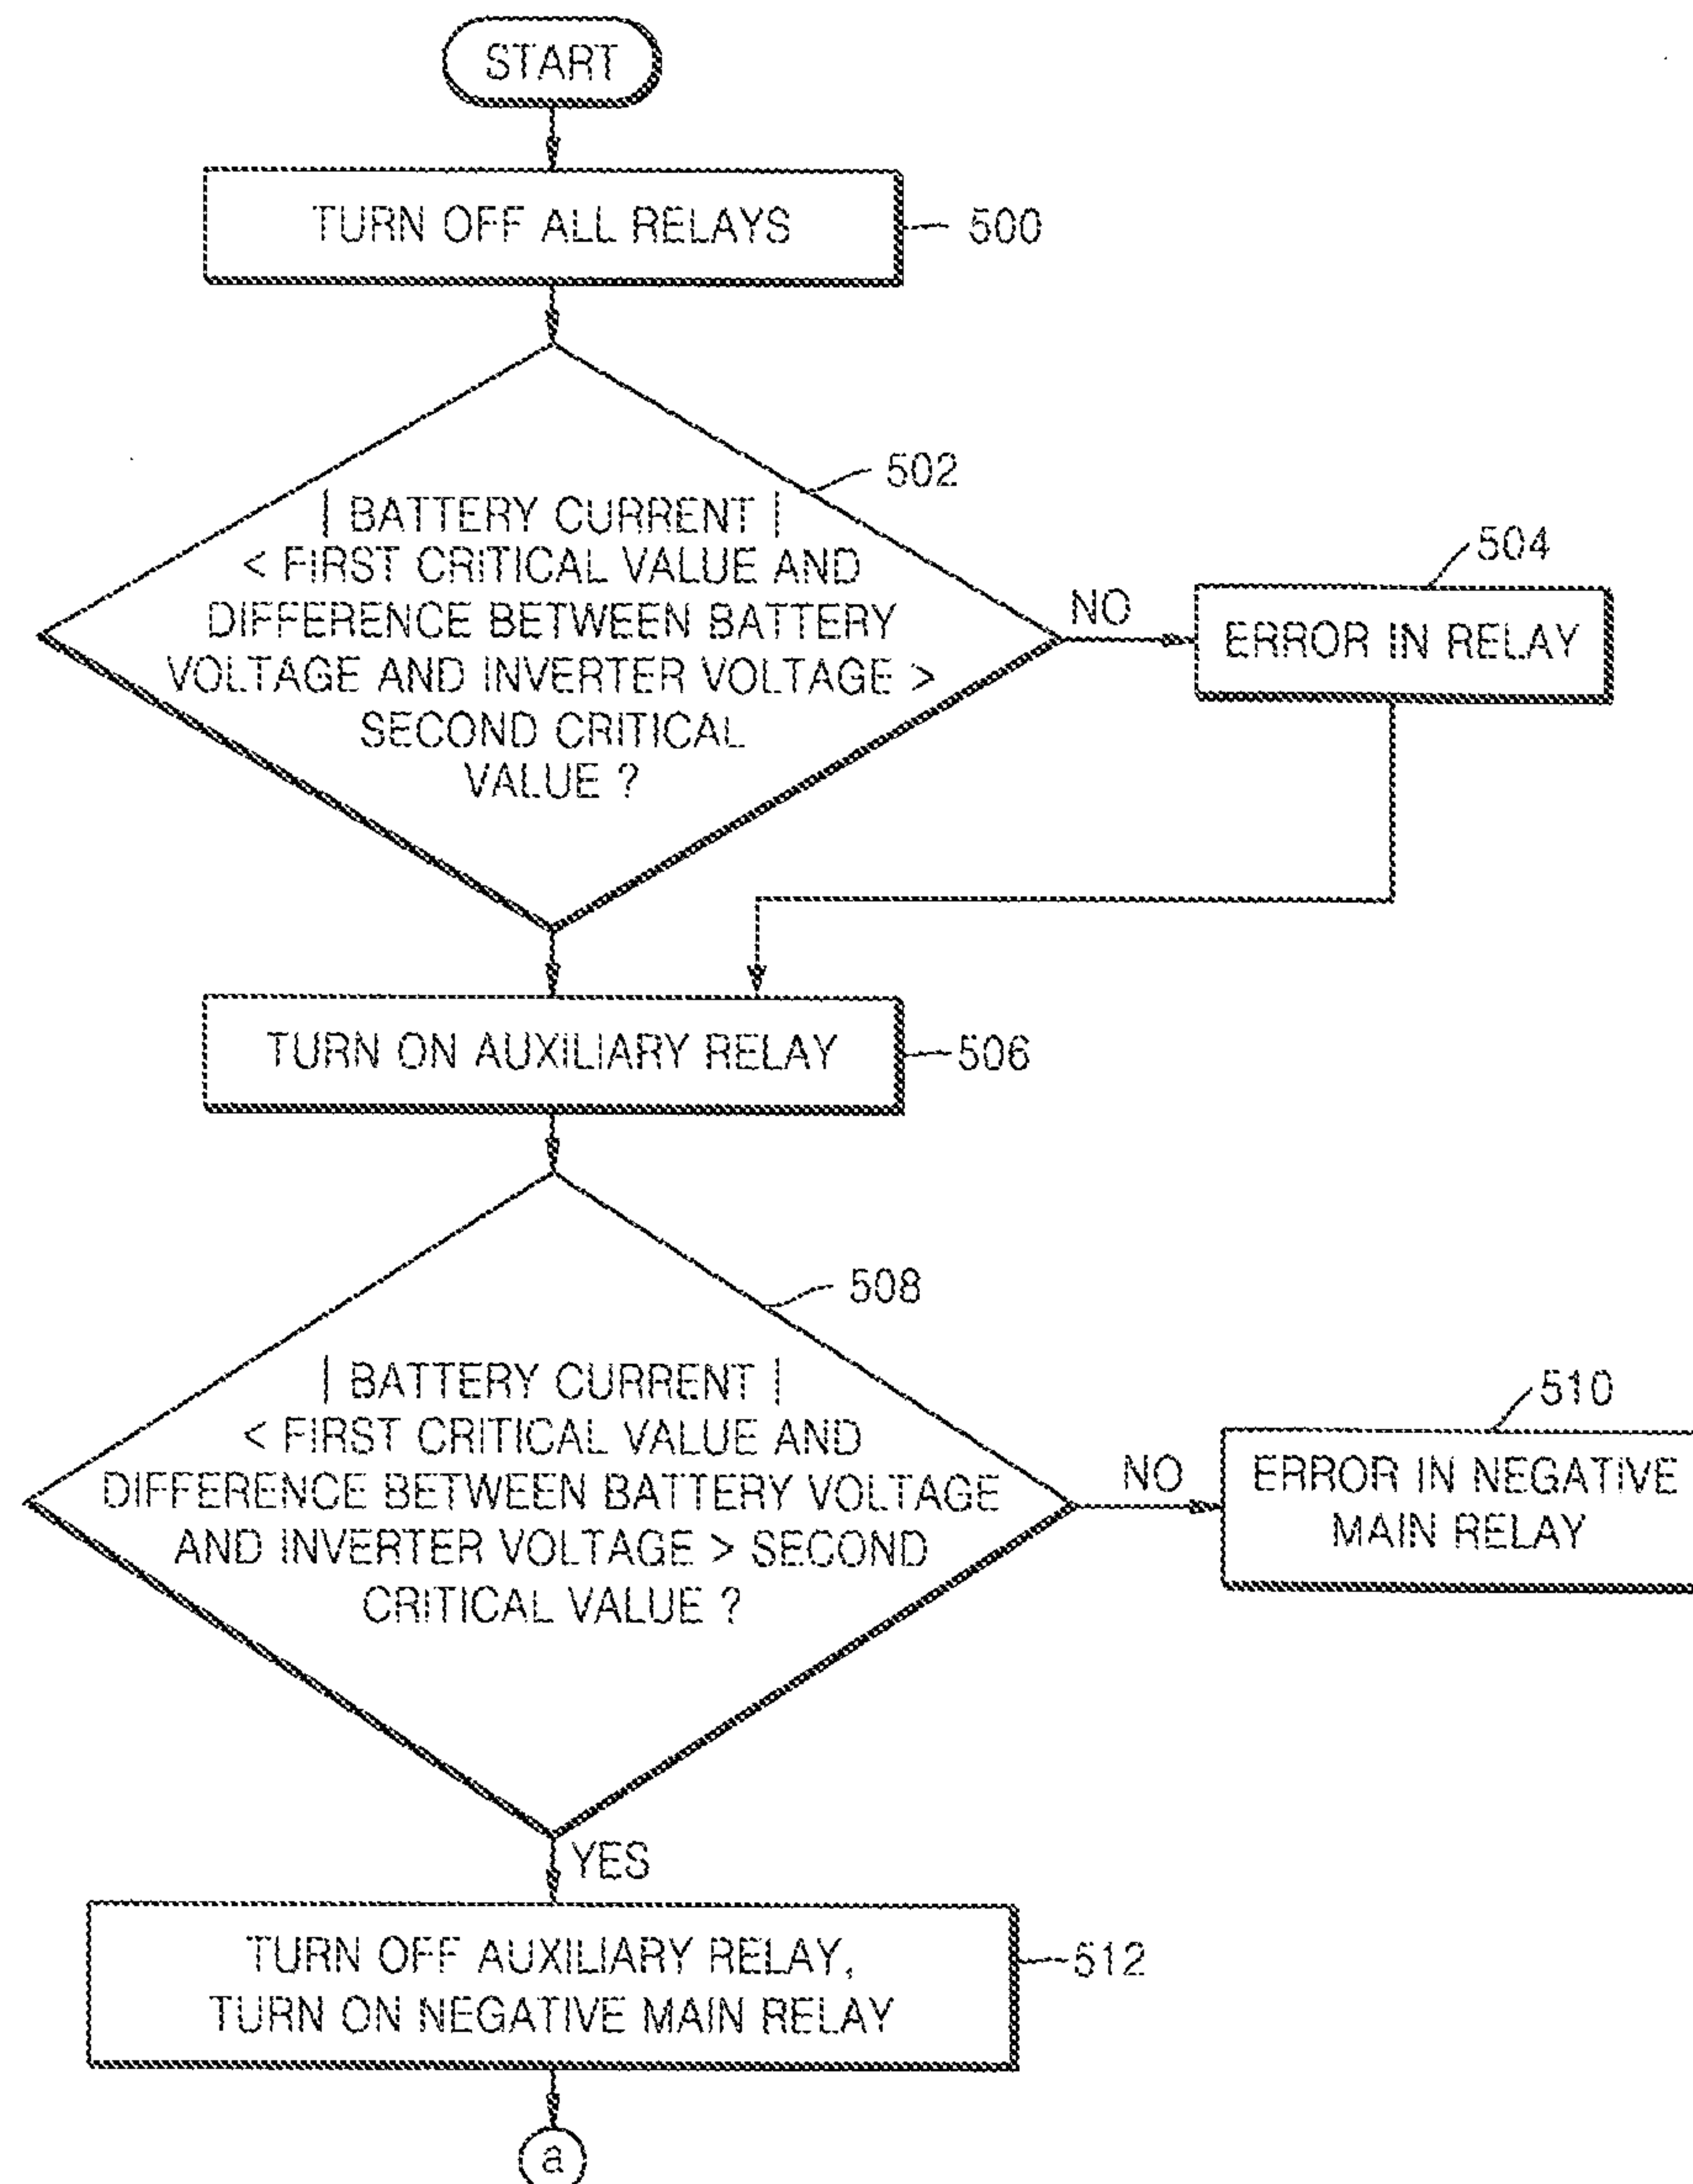 START
TURN OFF ALL RELAYS
500
502
| BATTERY CURRENT |
< FIRST CRITICAL VALUE AND
DIFFERENCE BETWEEN BATTERY
VOLTAGE AND INVERTER VOLTAGE >
SECOND CRITICAL
VALUE ?
NO
504
ERROR IN RELAY
TURN ON AUXILIARY RELAY
506
508
| BATTERY CURRENT |
< FIRST CRITICAL VALUE AND
DIFFERENCE BETWEEN BATTERY VOLTAGE
AND INVERTER VOLTAGE > SECOND
CRITICAL VALUE ?
NO
510
ERROR IN NEGATIVE
MAIN RELAY
YES
TURN OFF AUXILIARY RELAY,
TURN ON NEGATIVE MAIN RELAY
512
a